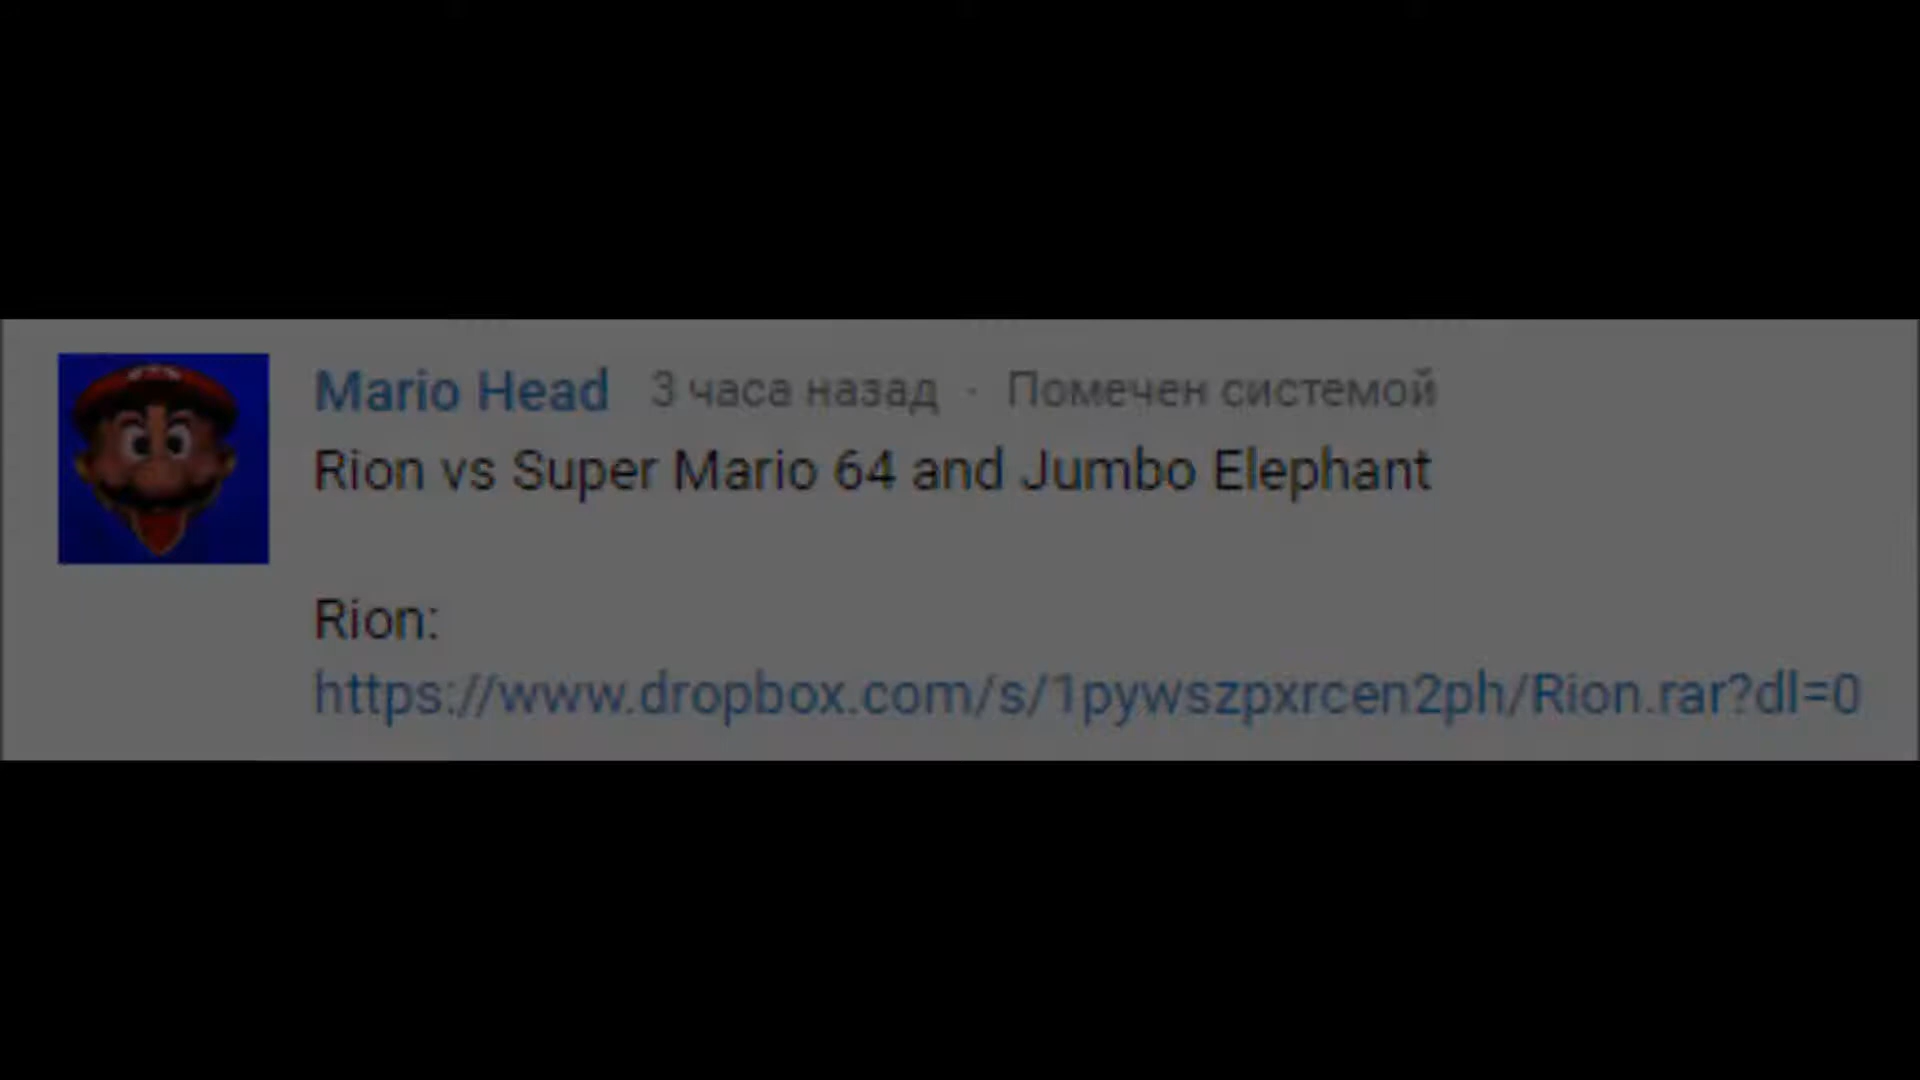 Mario Head 3 часа назад · Помечен системой
Rion vs Super Mario 64 and Jumbo Elephant
Rion:
https://www.dropbox.com/s/1pywszpxrcen2ph/Rion.rar?dl=0